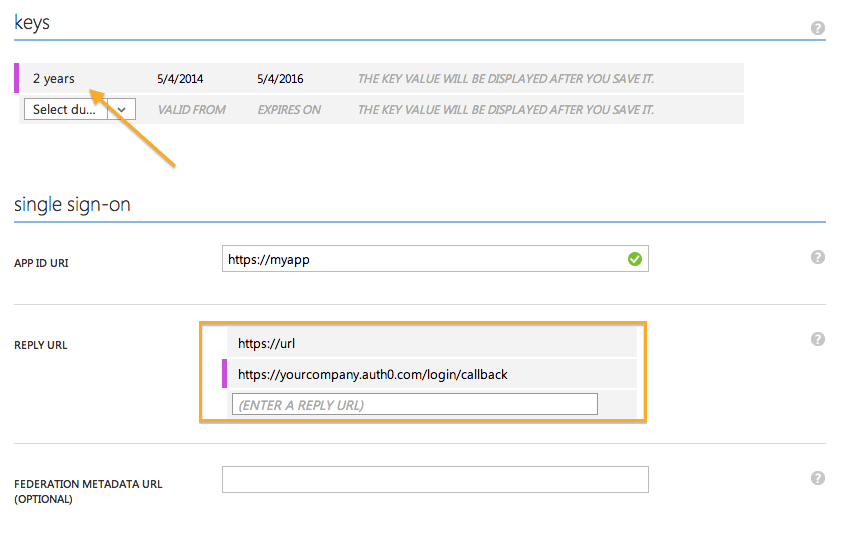 keys
?
2 years 5/4/2014 5/4/2016 THE KEY VALUE WILL BE DISPLAYED AFTER YOU SAVE IT.
Select du... VALID FROM EXPIRES ON THE KEY VALUE WILL BE DISPLAYED AFTER YOU SAVE IT.
single sign-on
APP ID URI https://myapp ?
REPLY URL ?
https://url
https://yourcompany.auth0.com/login/callback
(ENTER A REPLY URL)
FEDERATION METADATA URL ?
(OPTIONAL)